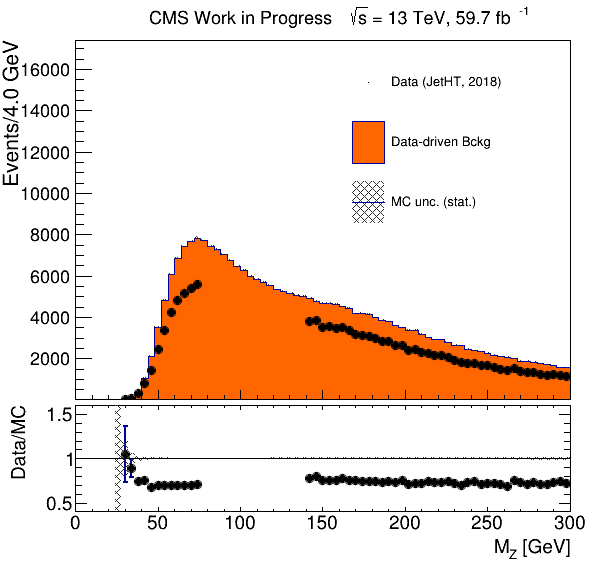 CMS Work in Progress √s = 13 TeV, 59.7 fb⁻¹
Events/4.0 GeV
16000
14000
12000
10000
8000
6000
4000
2000
Data (JetHT, 2018)
Data-driven Bckg
MC unc. (stat.)
Data/MC
1.5
1
0.5
0 50 100 150 200 250 300
M_Z [GeV]